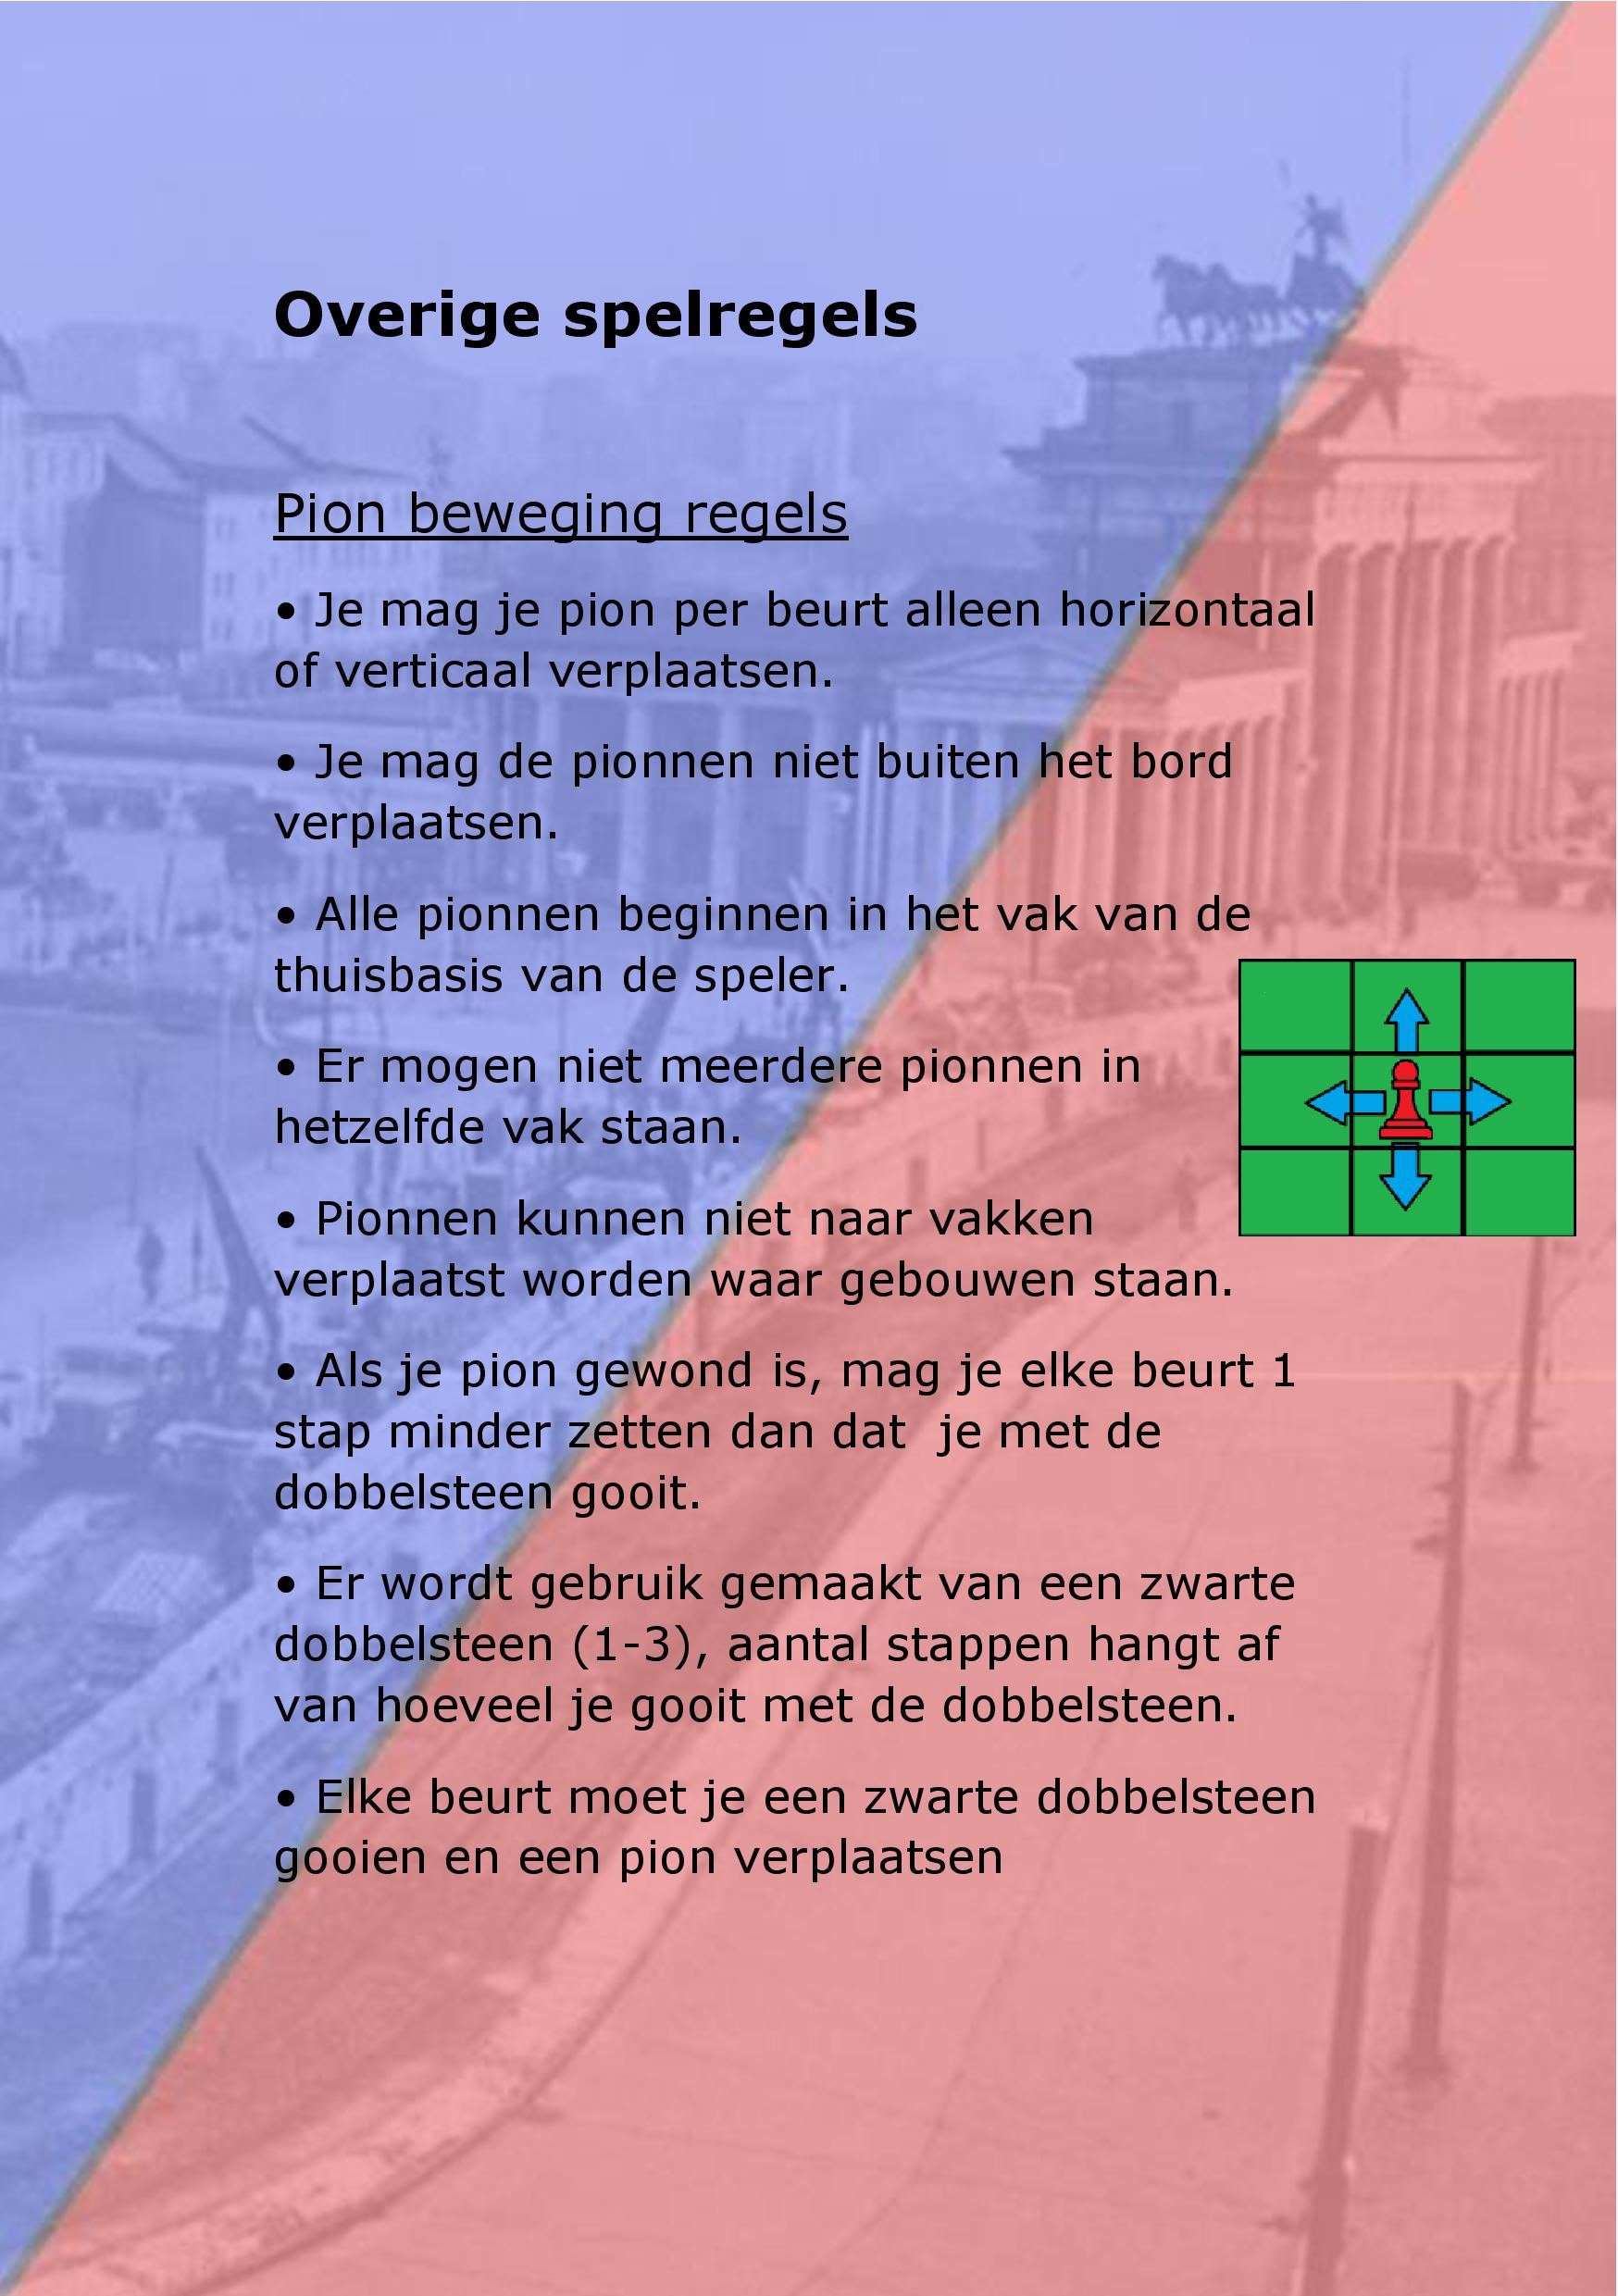 Overige spelregels
Pion beweging regels
• Je mag je pion per beurt alleen horizontaal
of verticaal verplaatsen.
• Je mag de pionnen niet buiten het bord
verplaatsen.
• Alle pionnen beginnen in het vak van de
thuisbasis van de speler.
• Er mogen niet meerdere pionnen in
hetzelfde vak staan.
• Pionnen kunnen niet naar vakken
verplaatst worden waar gebouwen staan.
• Als je pion gewond is, mag je elke beurt 1
stap minder zetten dan dat  je met de
dobbelsteen gooit.
• Er wordt gebruik gemaakt van een zwarte
dobbelsteen (1-3), aantal stappen hangt af
van hoeveel je gooit met de dobbelsteen.
• Elke beurt moet je een zwarte dobbelsteen
gooien en een pion verplaatsen